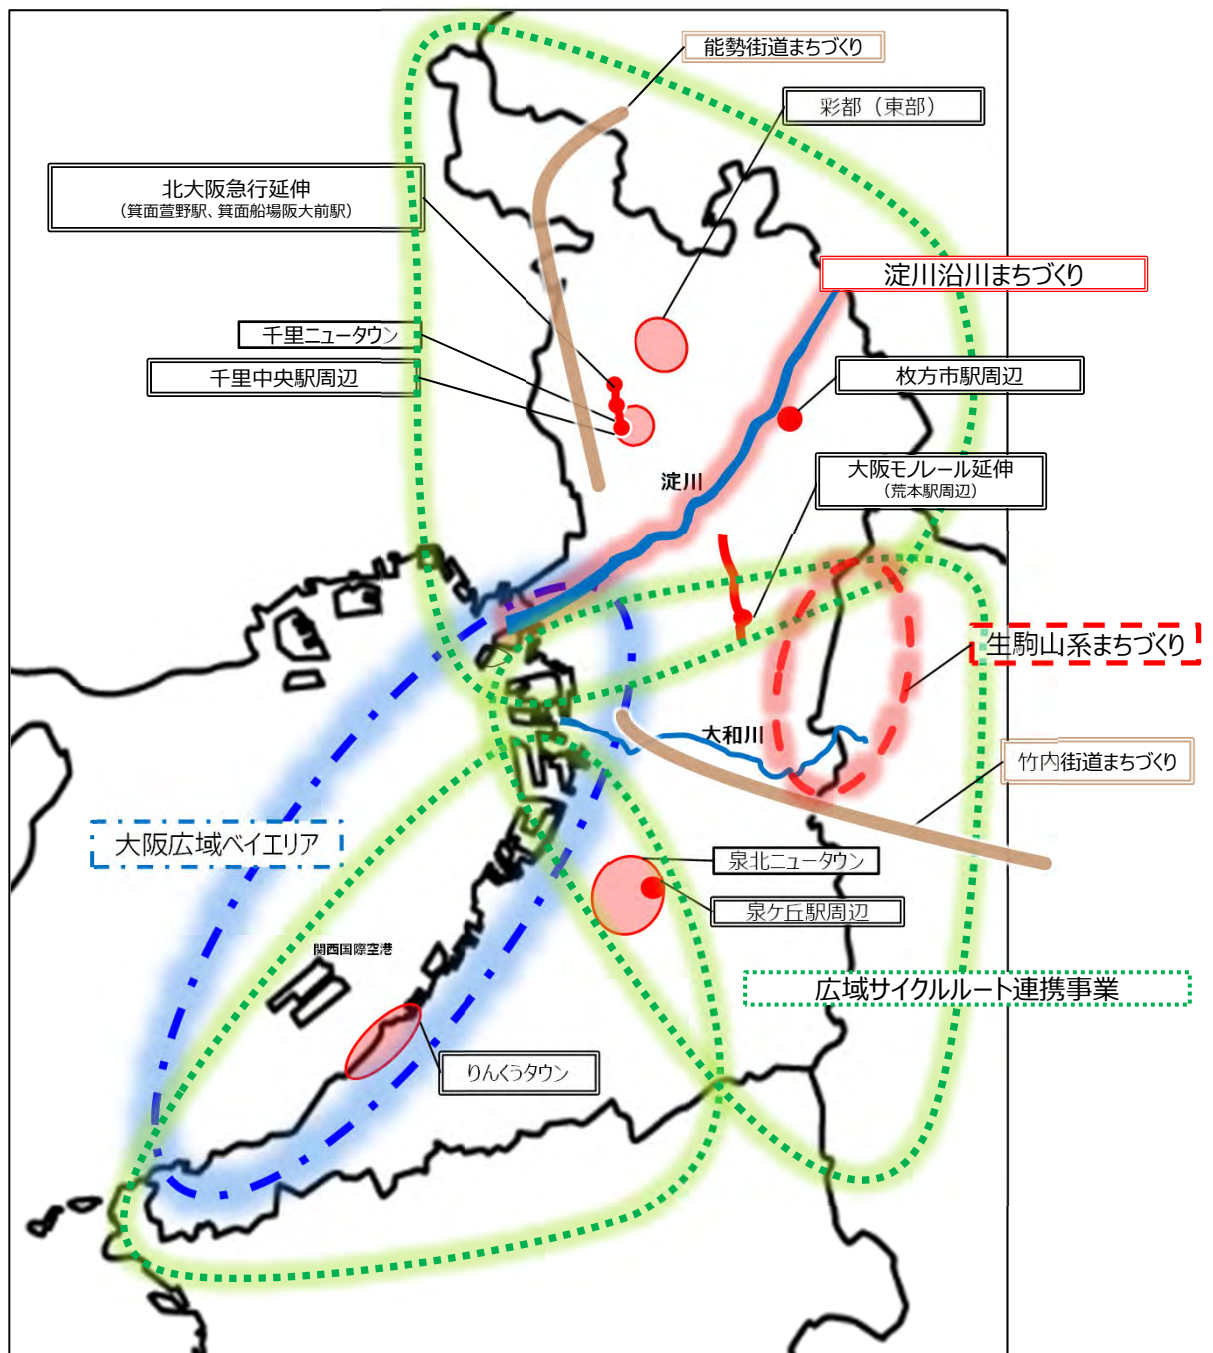 能勢街道まちづくり
彩都（東部）
北大阪急行延伸
（箕面萱野駅、箕面船場阪大前駅）
淀川沿川まちづくり
千里ニュータウン
千里中央駅周辺
枚方市駅周辺
大阪モノレール延伸
（荒本駅周辺）
淀川
生駒山系まちづくり
大和川
竹内街道まちづくり
大阪広域ベイエリア
泉北ニュータウン
泉ケ丘駅周辺
関西国際空港
広域サイクルルート連携事業
りんくうタウン